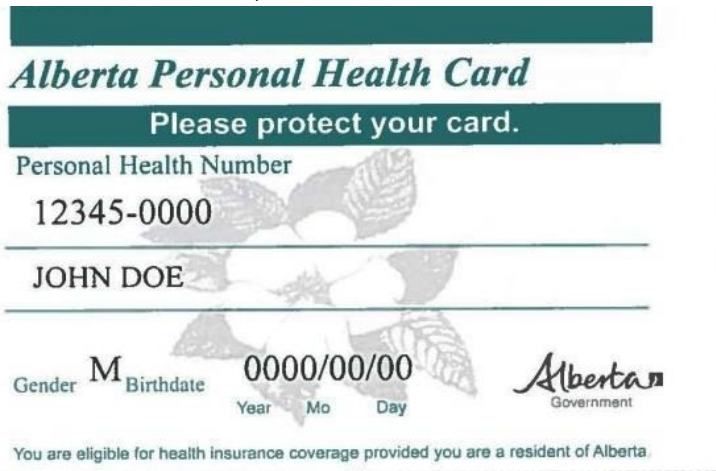 Alberta Personal Health Card
Please protect your card.
Personal Health Number
12345-0000
JOHN DOE
Gender M Birthdate 0000/00/00
Year Mo Day
Alberta
Government
You are eligible for health insurance coverage provided you are a resident of Alberta.